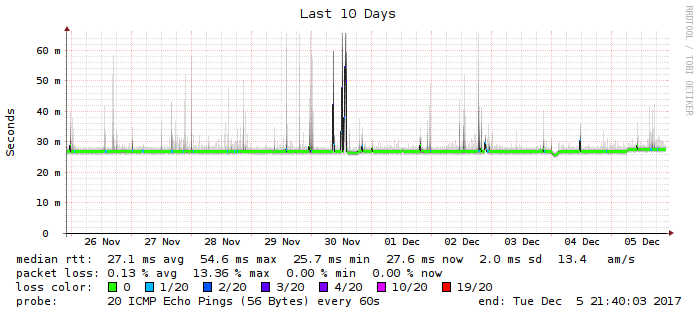 Last 10 Days
RRDTOOL / TOBI OETIKER
Seconds
60 m
50 m
40 m
30 m
20 m
10 m
0
26 Nov 27 Nov 28 Nov 29 Nov 30 Nov 01 Dec 02 Dec 03 Dec 04 Dec 05 Dec
median rtt: 27.1 ms avg 54.6 ms max 25.7 ms min 27.6 ms now 2.0 ms sd 13.4 am/s
packet loss: 0.13 % avg 13.36 % max 0.00 % min 0.00 % now
loss color: 0 1/20 2/20 3/20 4/20 10/20 19/20
probe: 20 ICMP Echo Pings (56 Bytes) every 60s end: Tue Dec 5 21:40:03 2017